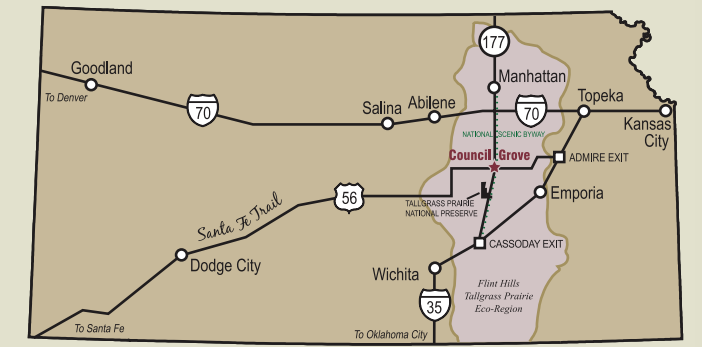 177
Goodland
Manhattan
To Denver
70
Salina
Abilene
70
Topeka
Kansas
City
NATIONAL SCENIC BYWAY
Council Grove
ADMIRE EXIT
56
TALLGRASS PRAIRIE
NATIONAL PRESERVE
Emporia
Santa Fe Trail
Dodge City
CASSODAY EXIT
Wichita
Flint Hills
Tallgrass Prairie
Eco-Region
35
To Santa Fe
To Oklahoma City